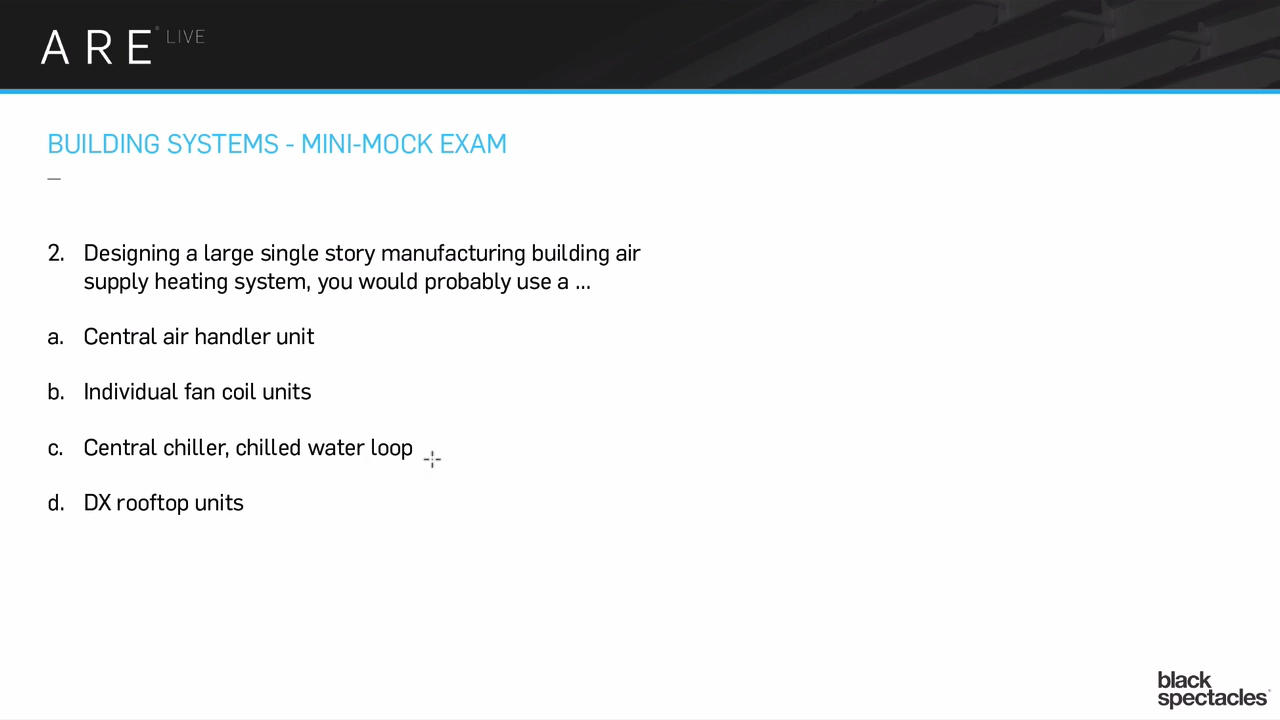 ARE® LIVE
BUILDING SYSTEMS - MINI-MOCK EXAM
—
2. Designing a large single story manufacturing building air
supply heating system, you would probably use a ...
a. Central air handler unit
b. Individual fan coil units
c. Central chiller, chilled water loop
d. DX rooftop units
black
spectacles